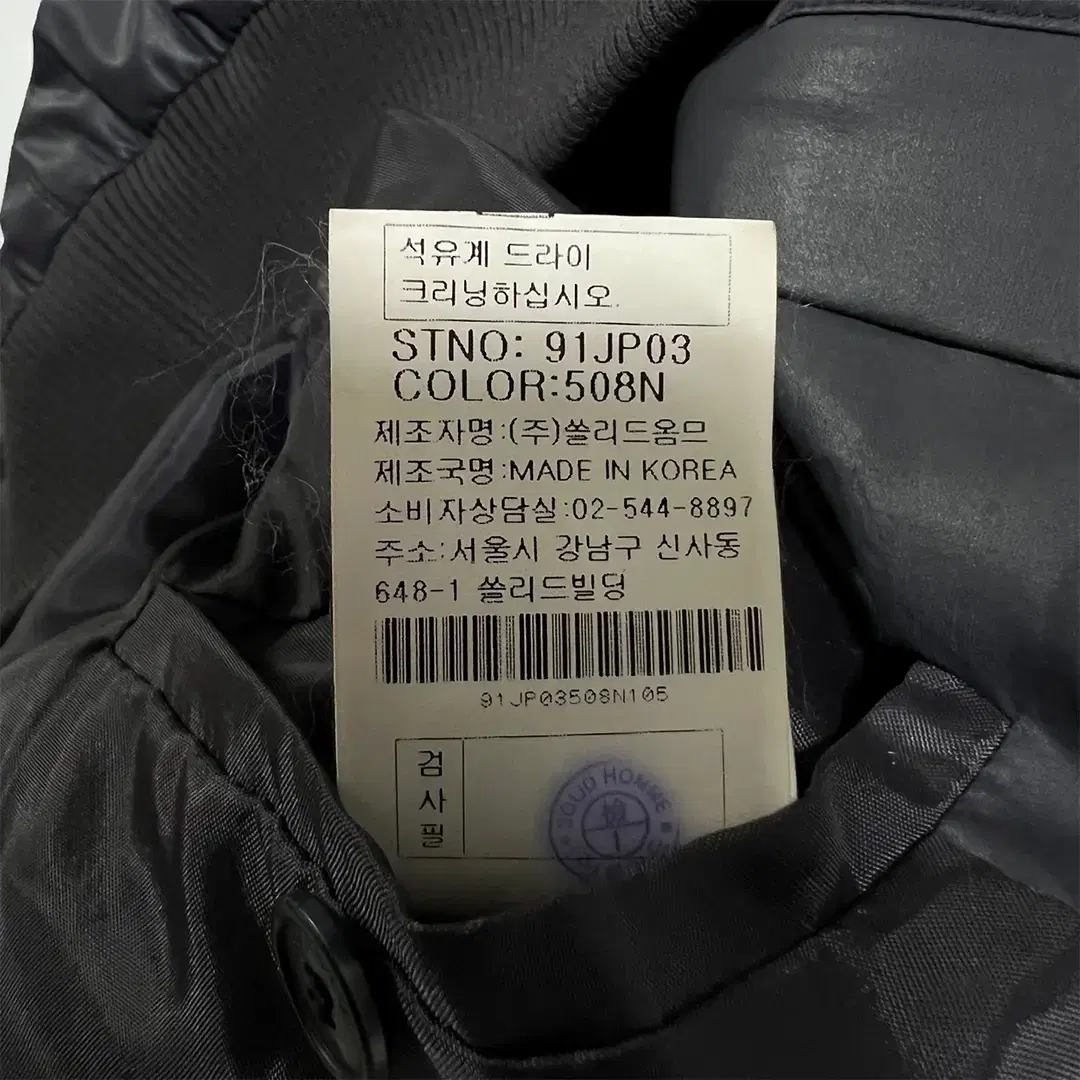 석유계 드라이
크리닝하십시오.
STNO: 91JP03
COLOR:508N
제조자명:(주)쏠리드옴므
제조국명:MADE IN KOREA
소비자상담실:02-544-8897
주소:서울시 강남구 신사동
648-1 쏠리드빌딩
91JP03508N105
검사필
SOLID HOMME